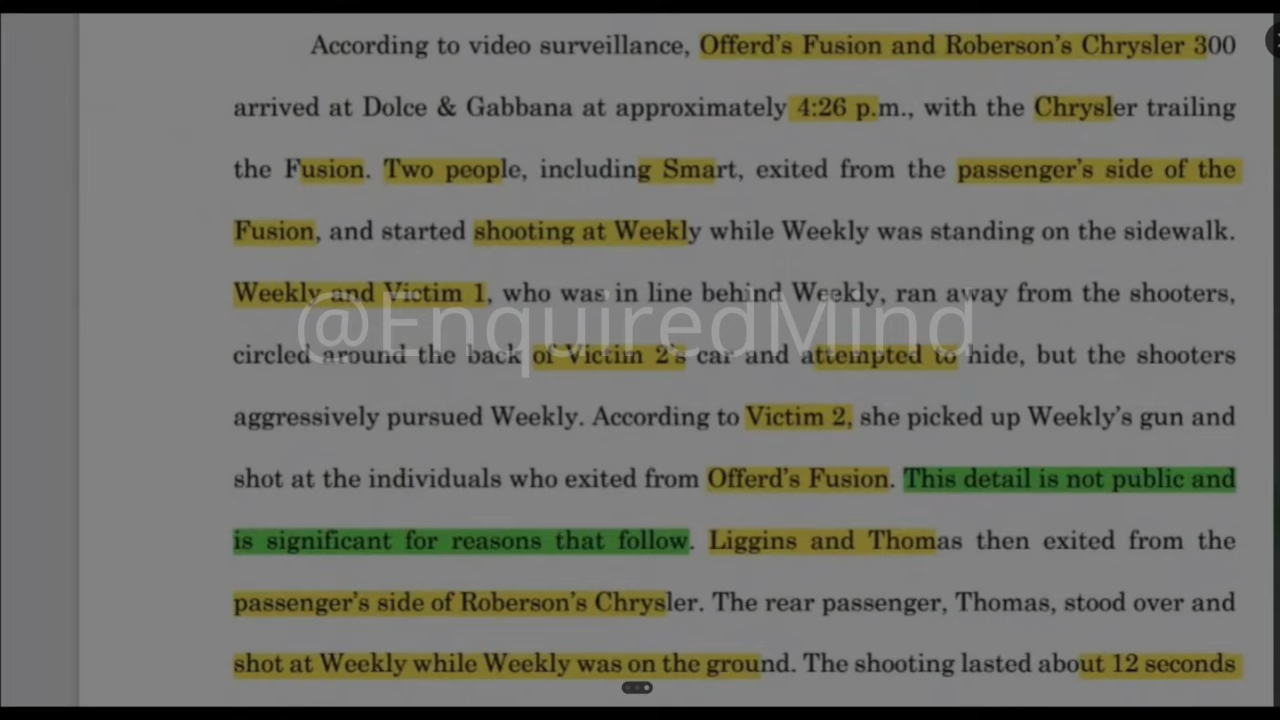 According to video surveillance, Offerd's Fusion and Roberson's Chrysler 300
arrived at Dolce & Gabbana at approximately 4:26 p.m., with the Chrysler trailing
the Fusion. Two people, including Smart, exited from the passenger's side of the
Fusion, and started shooting at Weekly while Weekly was standing on the sidewalk.
Weekly and Victim 1, who was in line behind Weekly, ran away from the shooters,
@EnquiredMind
circled around the back of Victim 2's car and attempted to hide, but the shooters
aggressively pursued Weekly. According to Victim 2, she picked up Weekly's gun and
shot at the individuals who exited from Offerd's Fusion. This detail is not public and
is significant for reasons that follow. Liggins and Thomas then exited from the
passenger's side of Roberson's Chrysler. The rear passenger, Thomas, stood over and
shot at Weekly while Weekly was on the ground. The shooting lasted about 12 seconds